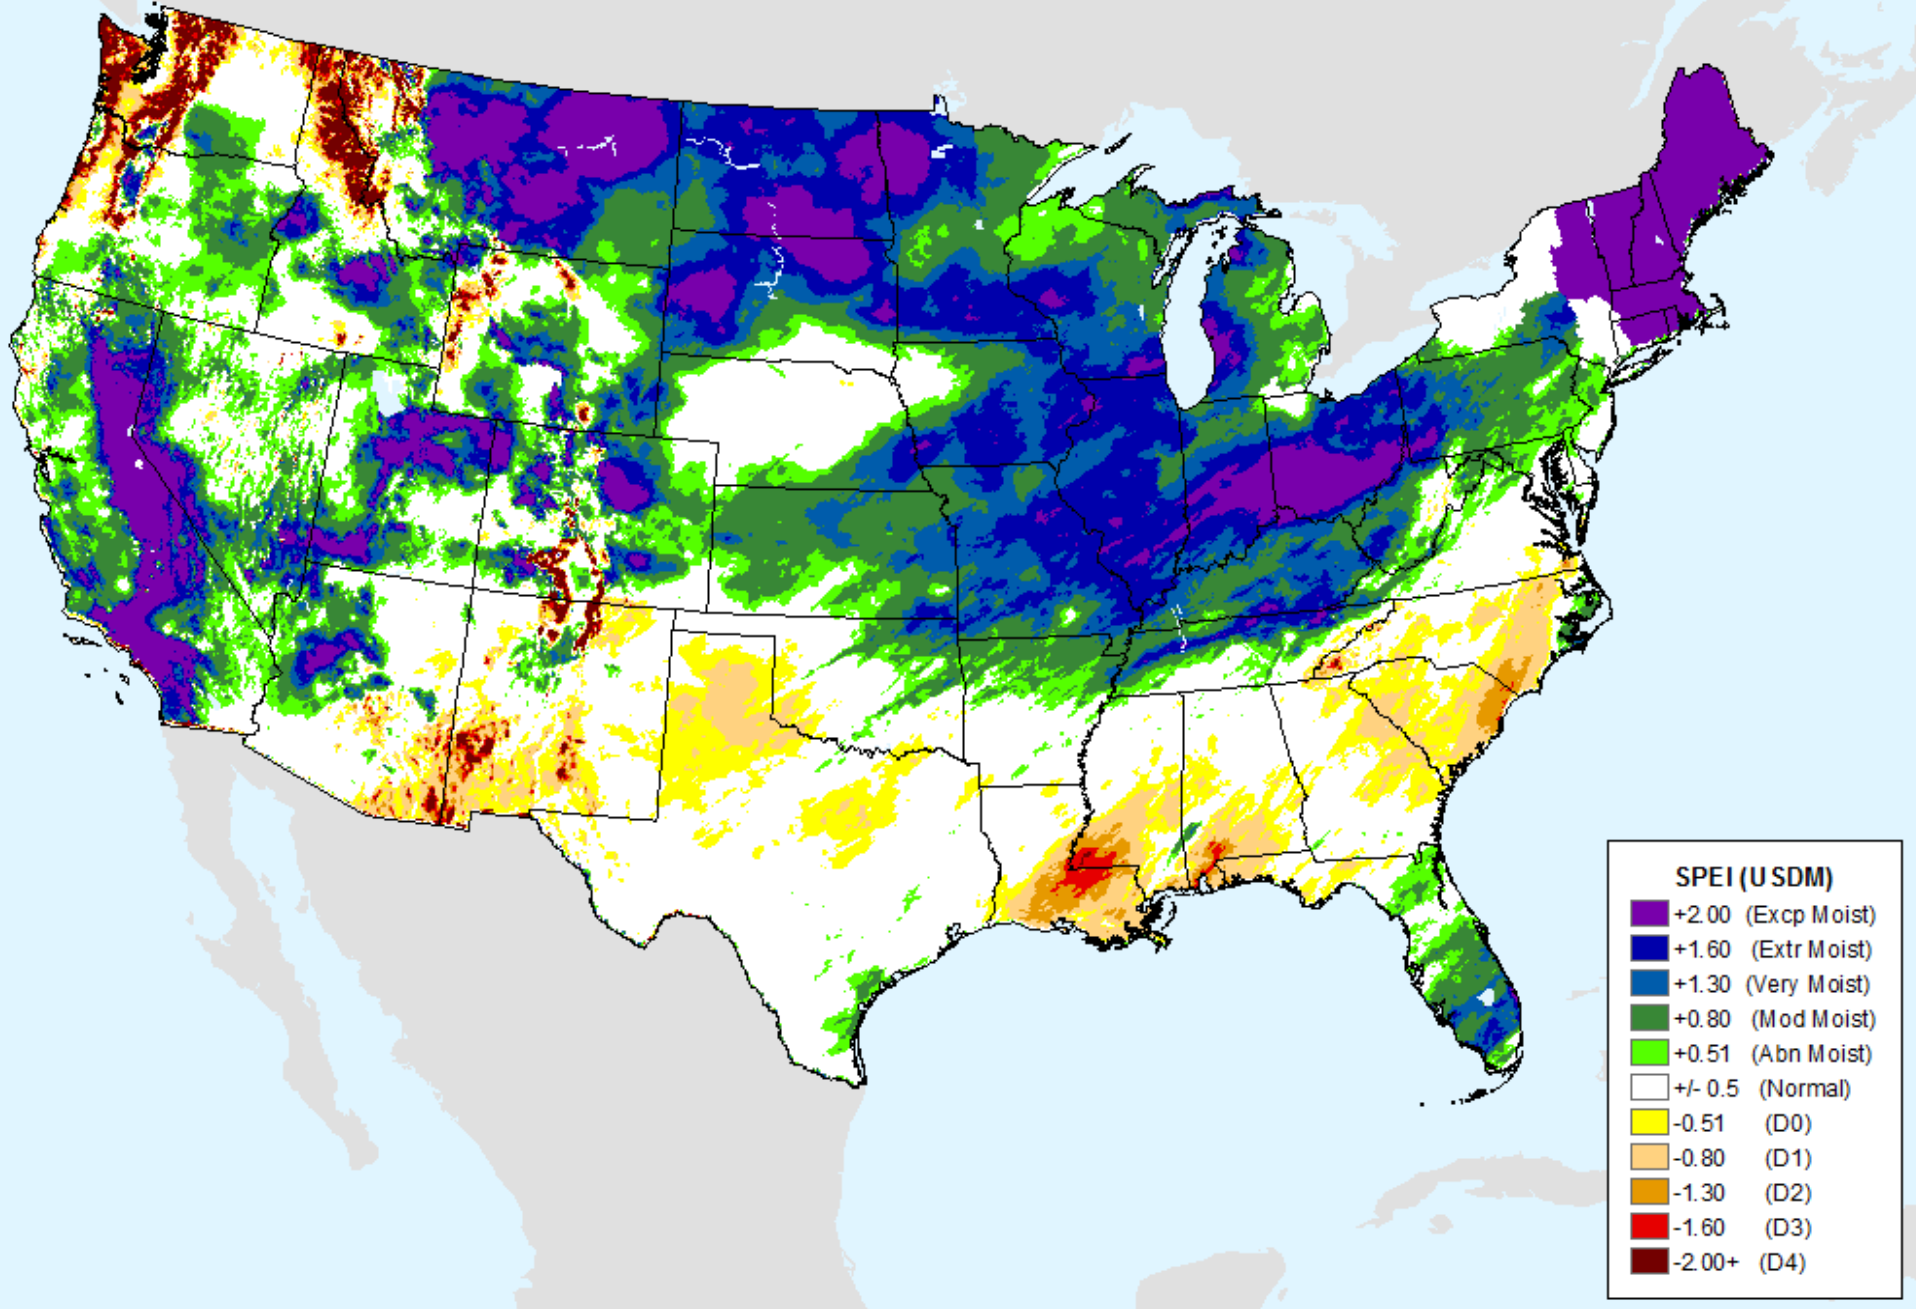 SPEI (USDM)
+2.00 (Excp Moist)
+1.60 (Extr Moist)
+1.30 (Very Moist)
+0.80 (Mod Moist)
+0.51 (Abn Moist)
+/- 0.5 (Normal)
-0.51 (D0)
-0.80 (D1)
-1.30 (D2)
-1.60 (D3)
-2.00+ (D4)